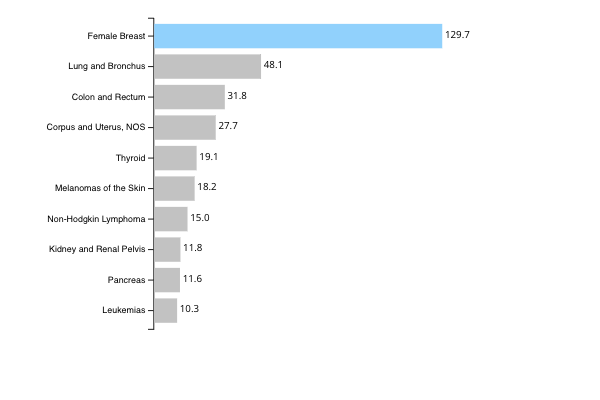 Female Breast 129.7
Lung and Bronchus 48.1
Colon and Rectum 31.8
Corpus and Uterus, NOS 27.7
Thyroid 19.1
Melanomas of the Skin 18.2
Non-Hodgkin Lymphoma 15.0
Kidney and Renal Pelvis 11.8
Pancreas 11.6
Leukemias 10.3